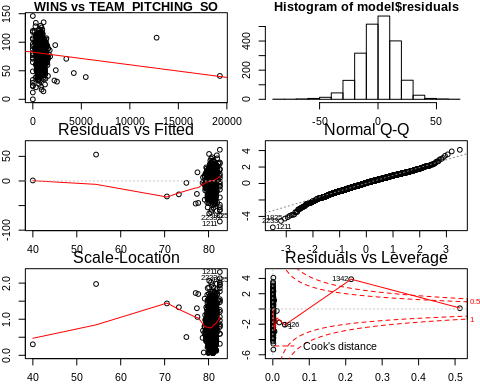 WINS vs TEAM_PITCHING_SO
0 50 100 150
0 5000 10000 15000 20000
Histogram of model$residuals
0 200 400
-50 0 50
Residuals vs Fitted
-100 0 50
40 50 60 70 80
1211
Normal Q-Q
-4 0 2 4
-3 -2 -1 0 1 2 3
1825
2233
1211
Scale-Location
0.0 1.0 2.0
40 50 60 70 80
1211
Residuals vs Leverage
-6 -2 2 4
0.0 0.1 0.2 0.3 0.4 0.5
1342
0.5
1
Cook's distance